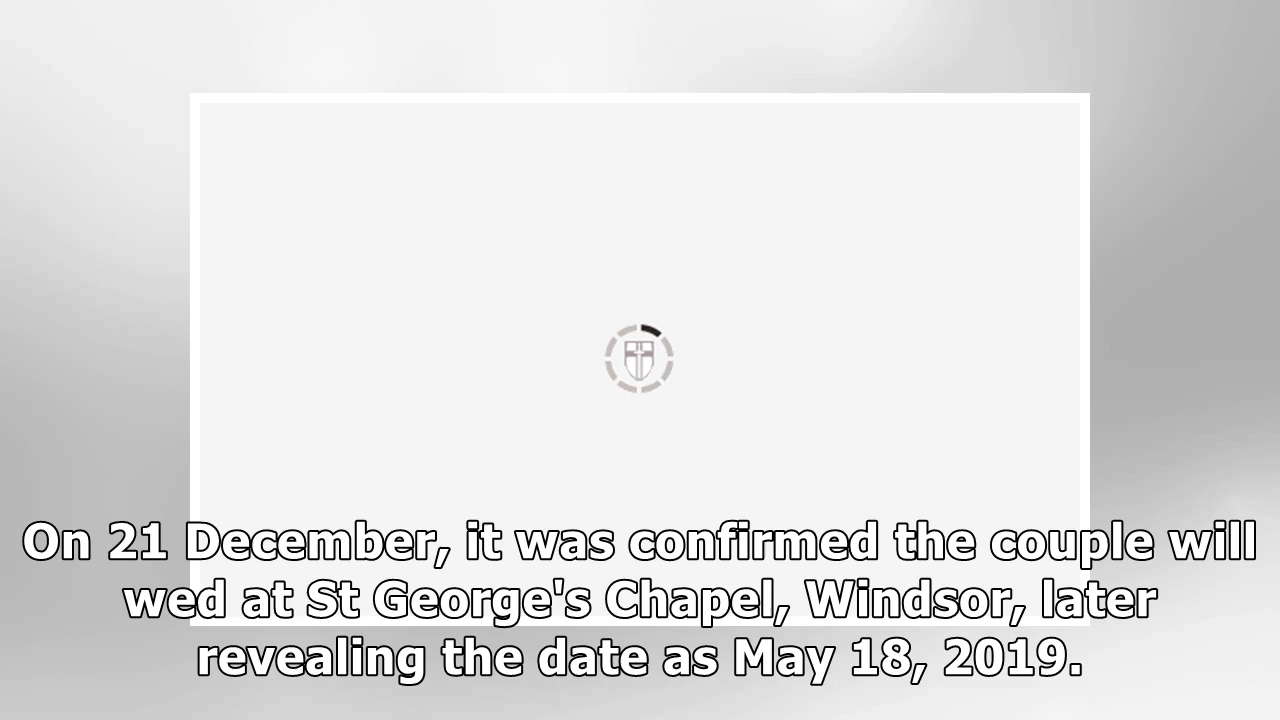 On 21 December, it was confirmed the couple will
wed at St George's Chapel, Windsor, later
revealing the date as May 18, 2019.